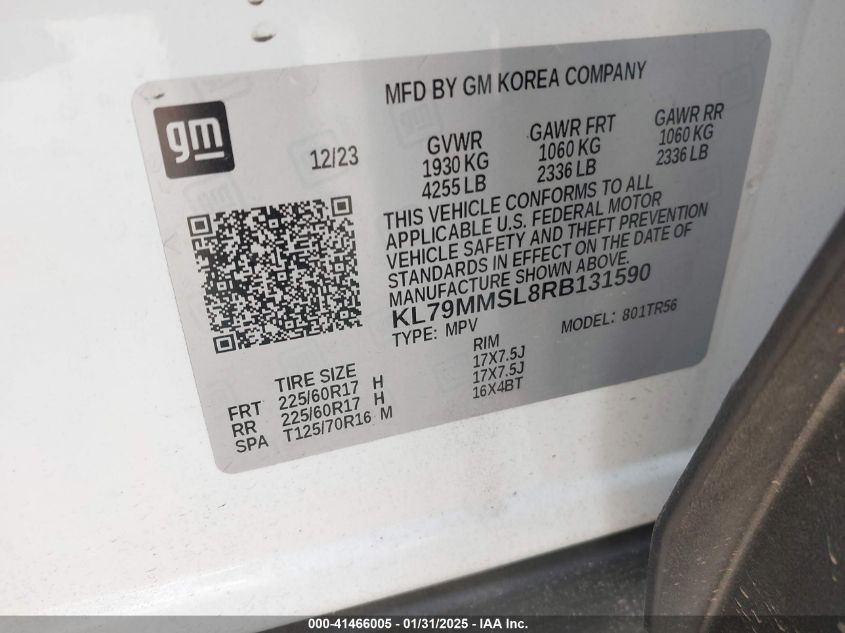 MFD BY GM KOREA COMPANY
gm
12/23
GVWR GAWR FRT GAWR RR
1930 KG 1060 KG 1060 KG
4255 LB 2336 LB 2336 LB
THIS VEHICLE CONFORMS TO ALL
APPLICABLE U.S. FEDERAL MOTOR
VEHICLE SAFETY AND THEFT PREVENTION
STANDARDS IN EFFECT ON THE DATE OF
MANUFACTURE SHOWN ABOVE.
KL79MMSL8RB131590
TYPE: MPV MODEL: 801TR56
TIRE SIZE RIM
FRT 225/60R17 H 17X7.5J
RR 225/60R17 H 17X7.5J
SPA T125/70R16 M 16X4BT
000-41466005 - 01/31/2025 - IAA Inc.